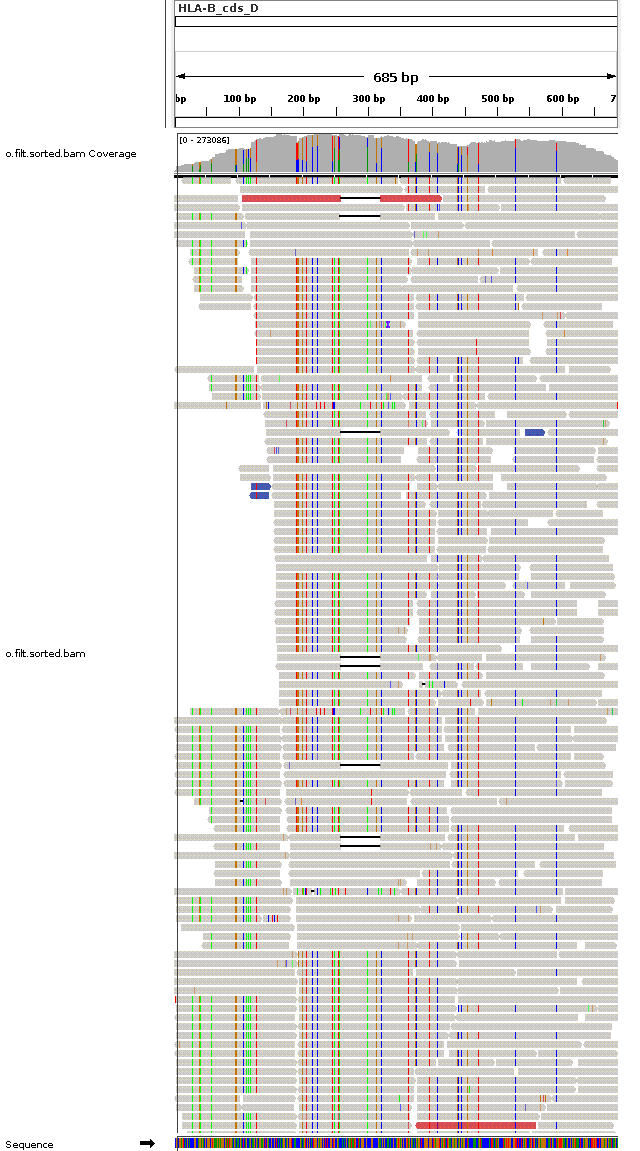 HLA-B_cds_D
685 bp
bp 100 bp 200 bp 300 bp 400 bp 500 bp 600 bp 7
[0 - 273086]
o.filt.sorted.bam Coverage
o.filt.sorted.bam
Sequence